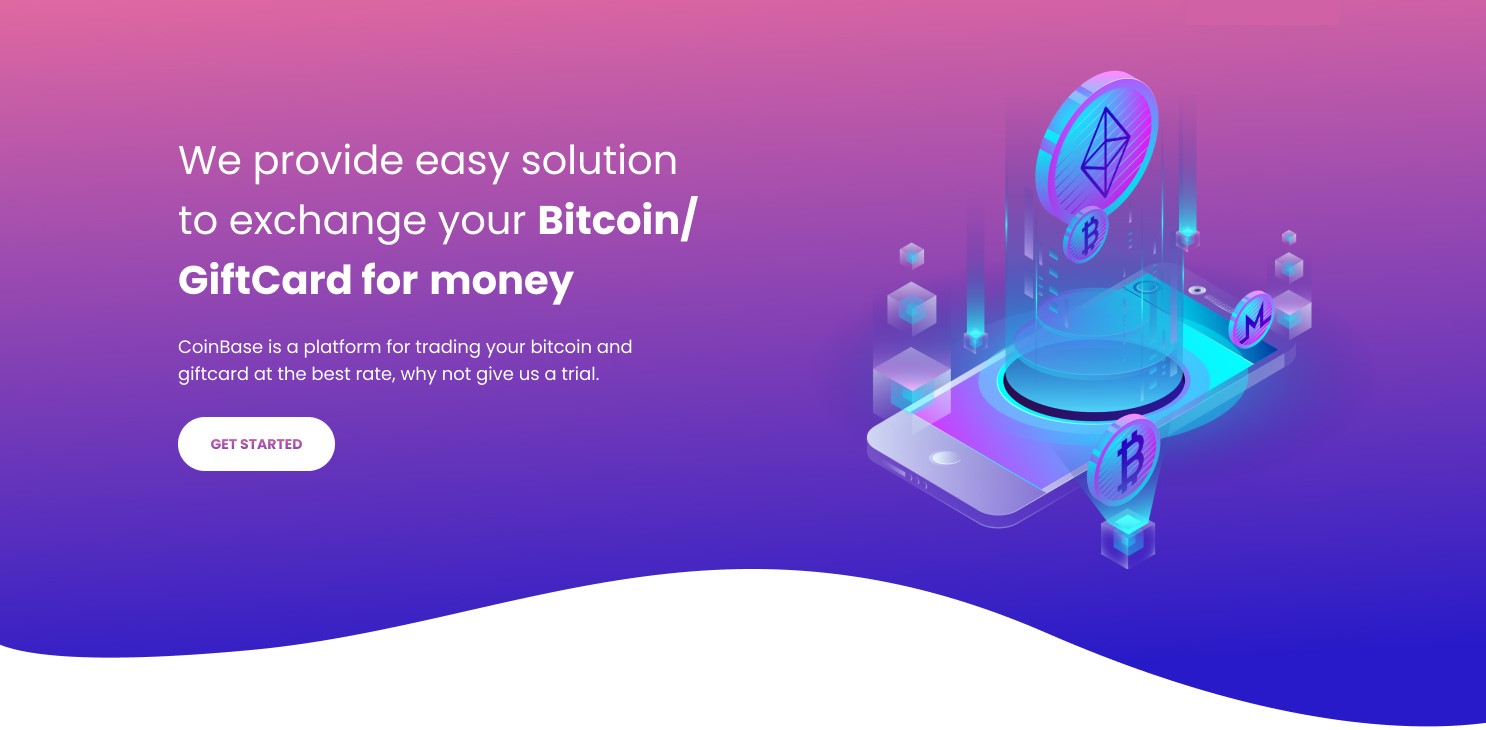 We provide easy solution
to exchange your Bitcoin/
GiftCard for money
CoinBase is a platform for trading your bitcoin and
giftcard at the best rate, why not give us a trial.
GET STARTED